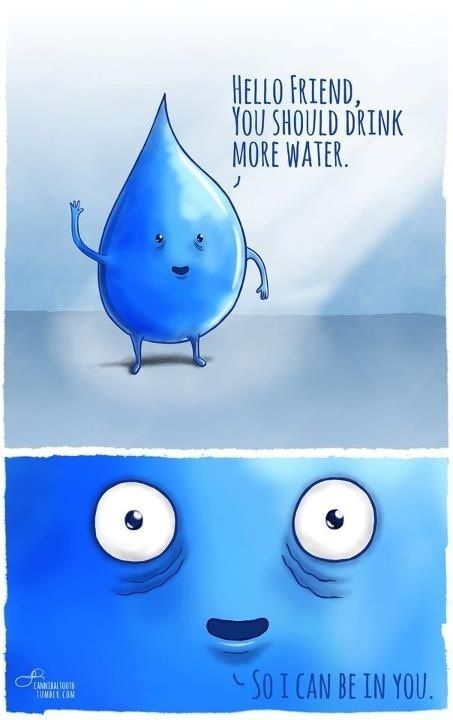 HELLO FRIEND,
YOU SHOULD DRINK
MORE WATER.
SO I CAN BE IN YOU.
CANNIBALTOOTH
TUMBLR.COM